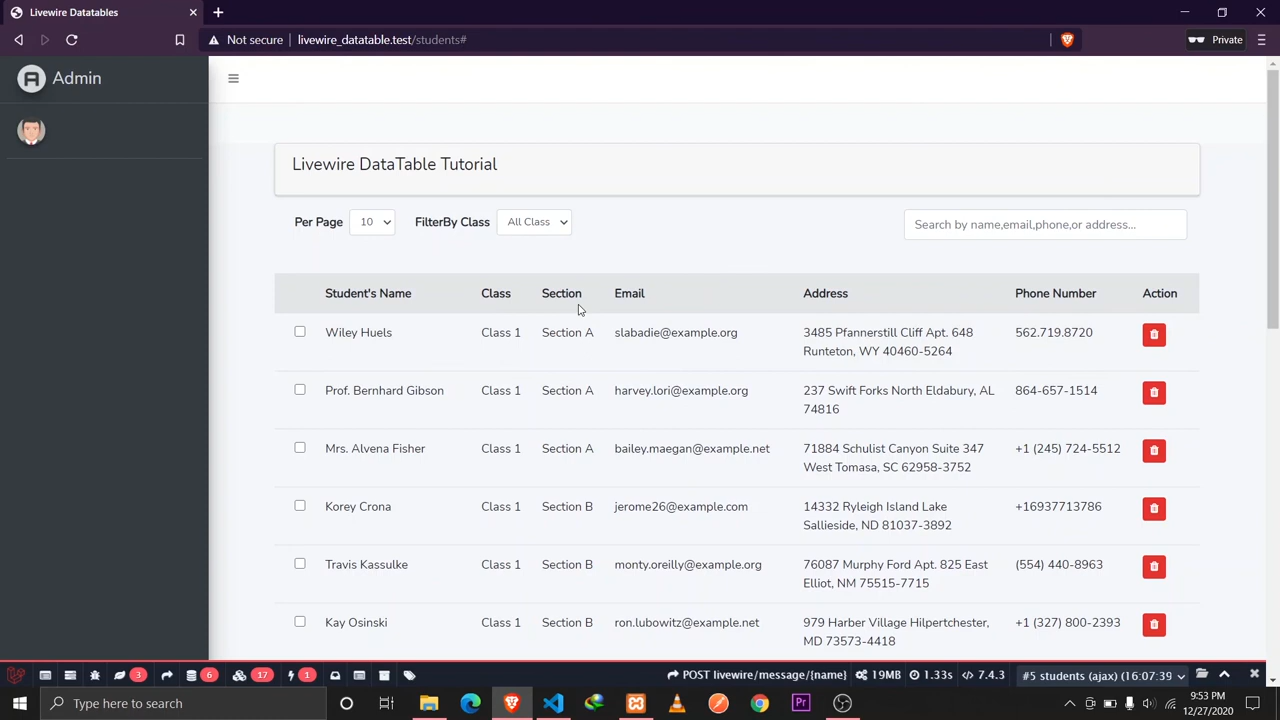 Livewire Datatables
Not secure livewire_datatable.test/students#
Private
Admin
Livewire DataTable Tutorial
Per Page 10 FilterBy Class All Class Search by name,email,phone,or address...
Student's Name Class Section Email Address Phone Number Action
Wiley Huels Class 1 Section A slabadie@example.org 3485 Pfannerstill Cliff Apt. 648 562.719.8720
Runteton, WY 40460-5264
Prof. Bernhard Gibson Class 1 Section A harvey.lori@example.org 237 Swift Forks North Eldabury, AL 864-657-1514
74816
Mrs. Alvena Fisher Class 1 Section A bailey.maegan@example.net 71884 Schulist Canyon Suite 347 +1 (245) 724-5512
West Tomasa, SC 62958-3752
Korey Crona Class 1 Section B jerome26@example.com 14332 Ryleigh Island Lake +16937713786
Sallieside, ND 81037-3892
Travis Kassulke Class 1 Section B monty.oreilly@example.org 76087 Murphy Ford Apt. 825 East (554) 440-8963
Elliot, NM 75515-7715
Kay Osinski Class 1 Section B ron.lubowitz@example.net 979 Harber Village Hilpertchester, +1 (327) 800-2393
MD 73573-4418
3 6 17 1 POST livewire/message/{name} 19MB 1.33s 7.4.3 #5 students (ajax) (16:07:39
Type here to search
9:53 PM
12/27/2020